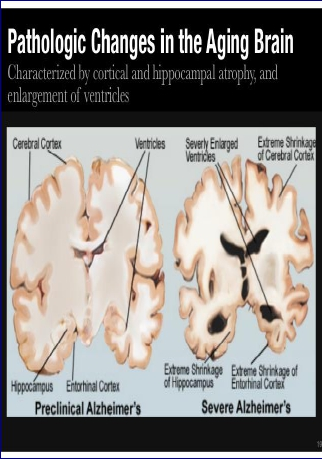 Pathologic Changes in the Aging Brain
Characterized by cortical and hippocampal atrophy, and
enlargement of ventricles
Cerebral Cortex
Ventricles
Severly Enlarged
Ventricles
Extreme Shrinkage
of Cerebral Cortex
Hippocampus
Entorhinal Cortex
Extreme Shrinkage
of Hippocampus
Extreme Shrinkage of
Entorhinal Cortex
Preclinical Alzheimer's
Severe Alzheimer's